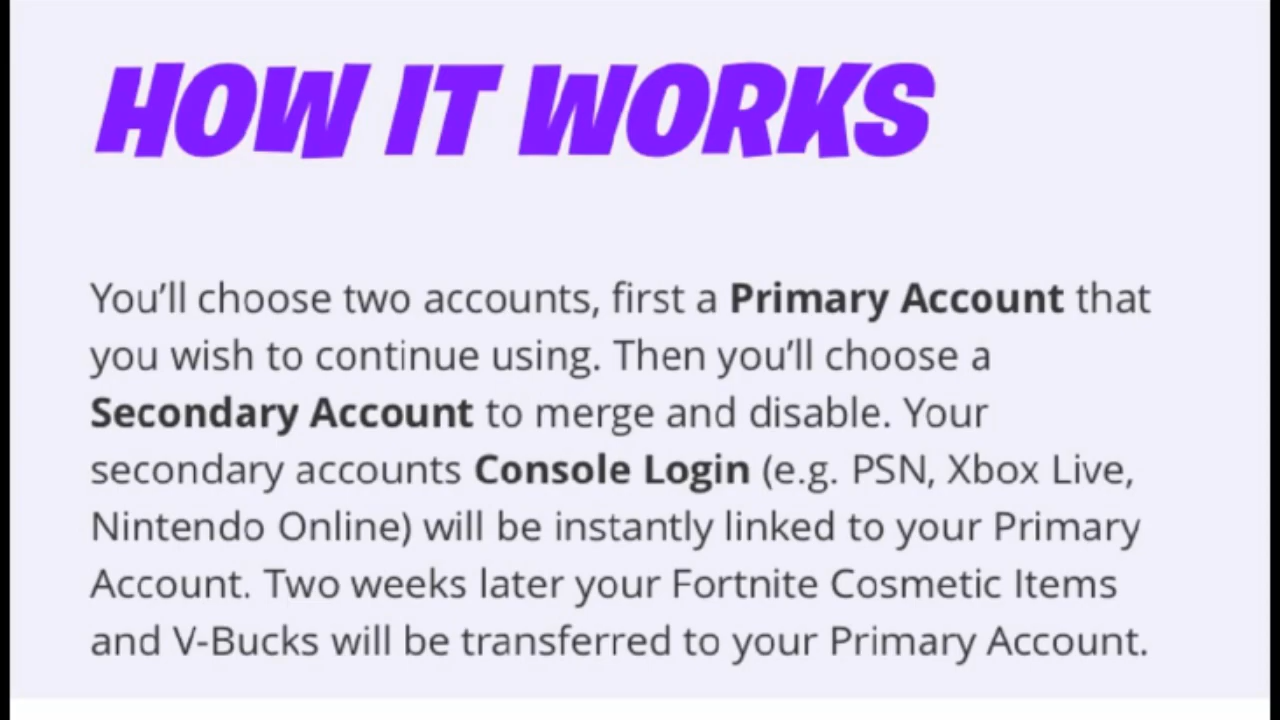 HOW IT WORKS
You’ll choose two accounts, first a Primary Account that
you wish to continue using. Then you’ll choose a
Secondary Account to merge and disable. Your
secondary accounts Console Login (e.g. PSN, Xbox Live,
Nintendo Online) will be instantly linked to your Primary
Account. Two weeks later your Fortnite Cosmetic Items
and V-Bucks will be transferred to your Primary Account.